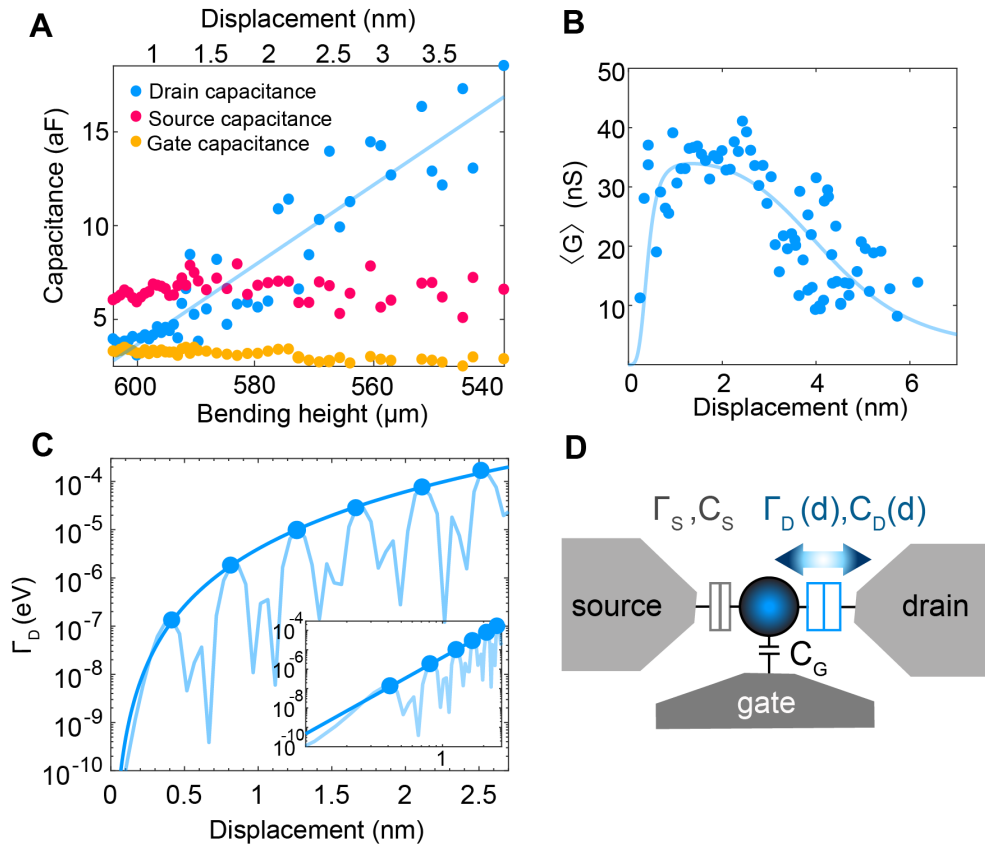 A
Displacement (nm)
1 1.5 2 2.5 3 3.5
Drain capacitance
Source capacitance
Gate capacitance
Capacitance (aF)
15
10
5
600 580 560 540
Bending height (μm)
B
50
40
30
20
10
⟨G⟩ (nS)
0 2 4 6
Displacement (nm)
C
10⁻⁴
10⁻⁵
10⁻⁶
10⁻⁷
10⁻⁸
10⁻⁹
10⁻¹⁰
Γ_D (eV)
0 0.5 1 1.5 2 2.5
Displacement (nm)
10⁻⁴
10⁻⁶
10⁻⁸
10⁻¹⁰
1
D
Γ_S ,C_S Γ_D (d),C_D(d)
source drain
C_G
gate